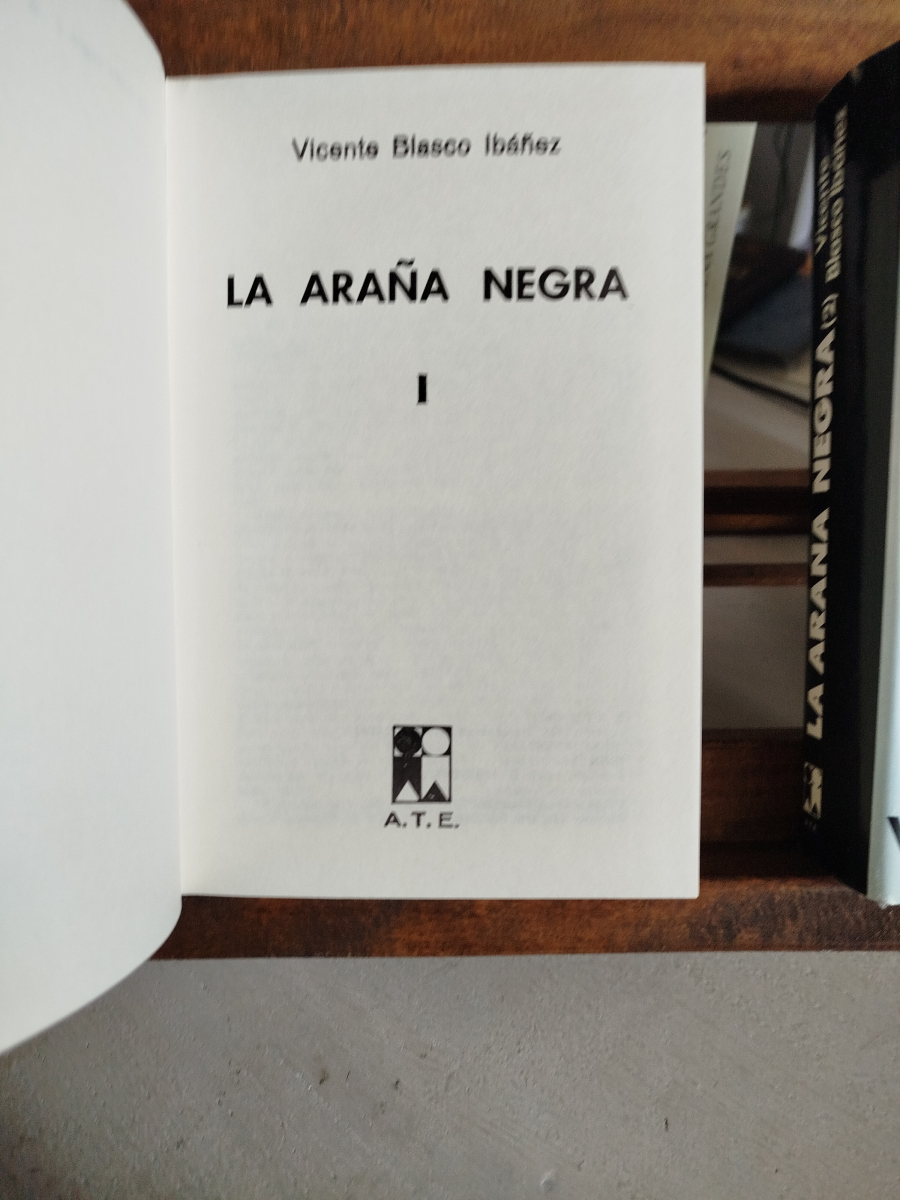 Vicente Blasco Ibáñez
LA ARAÑA NEGRA
I
A.T.E.
LA ARAÑA NEGRA (2)
Vicente
Blasco Ibáñez